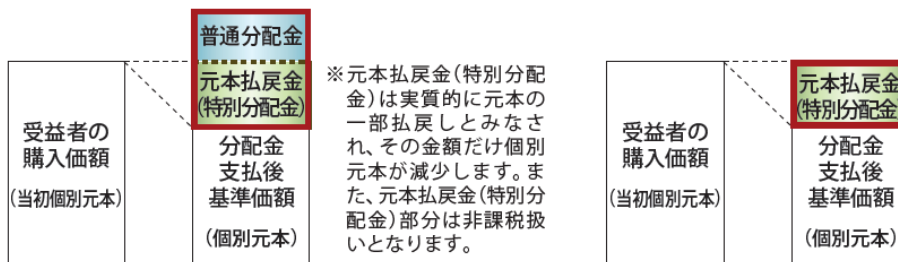 普通分配金
元本払戻金
(特別分配金)
受益者の
購入価額
(当初個別元本)
分配金
支払後
基準価額
(個別元本)
※元本払戻金(特別分配
金)は実質的に元本の
一部払戻しとみなさ
れ、その金額だけ個別
元本が減少します。ま
た、元本払戻金(特別分
配金)部分は非課税扱
いとなります。
受益者の
購入価額
(当初個別元本)
元本払戻金
(特別分配金)
分配金
支払後
基準価額
(個別元本)